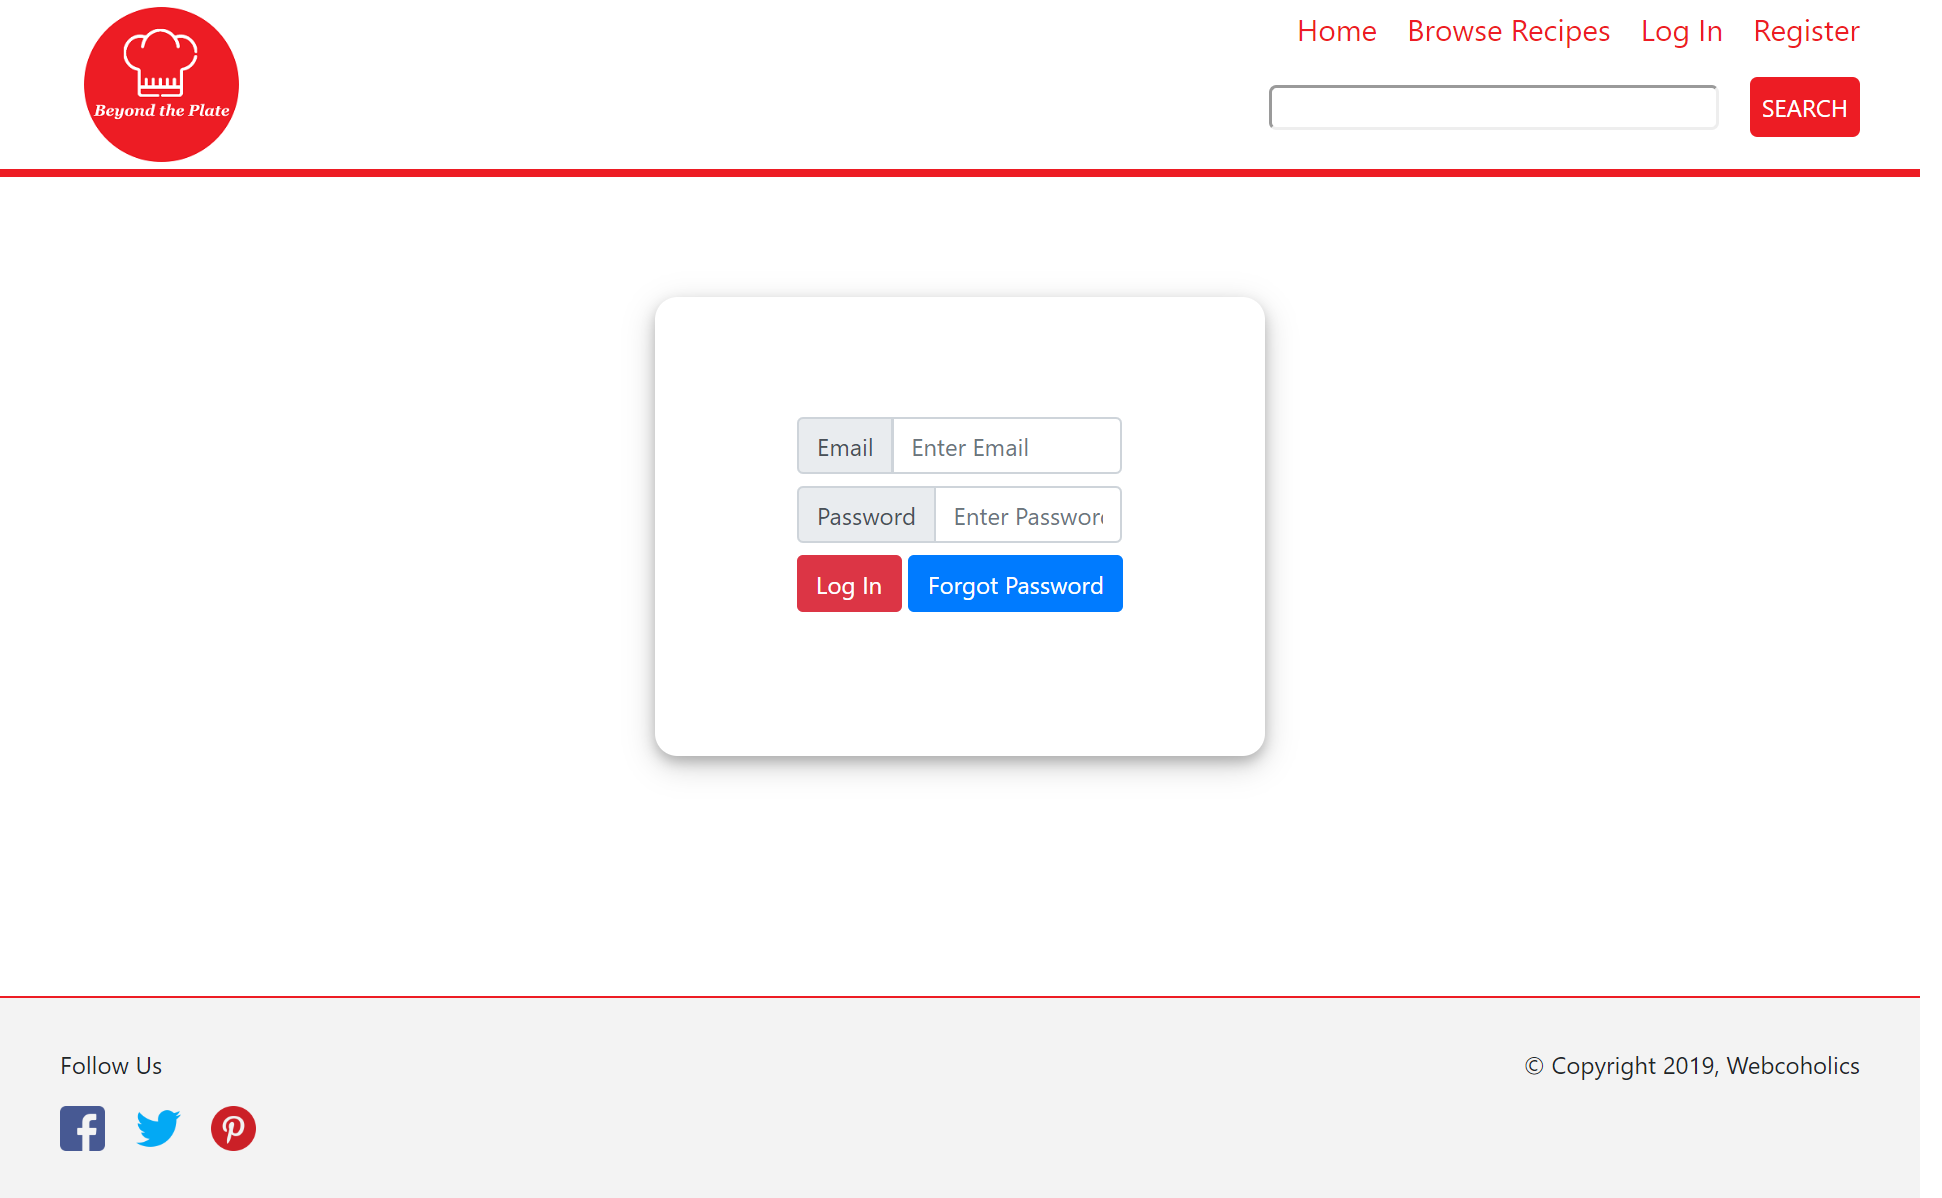 Beyond the Plate
Home Browse Recipes Log In Register
SEARCH
Email Enter Email
Password Enter Password
Log In Forgot Password
Follow Us
© Copyright 2019, Webcoholics